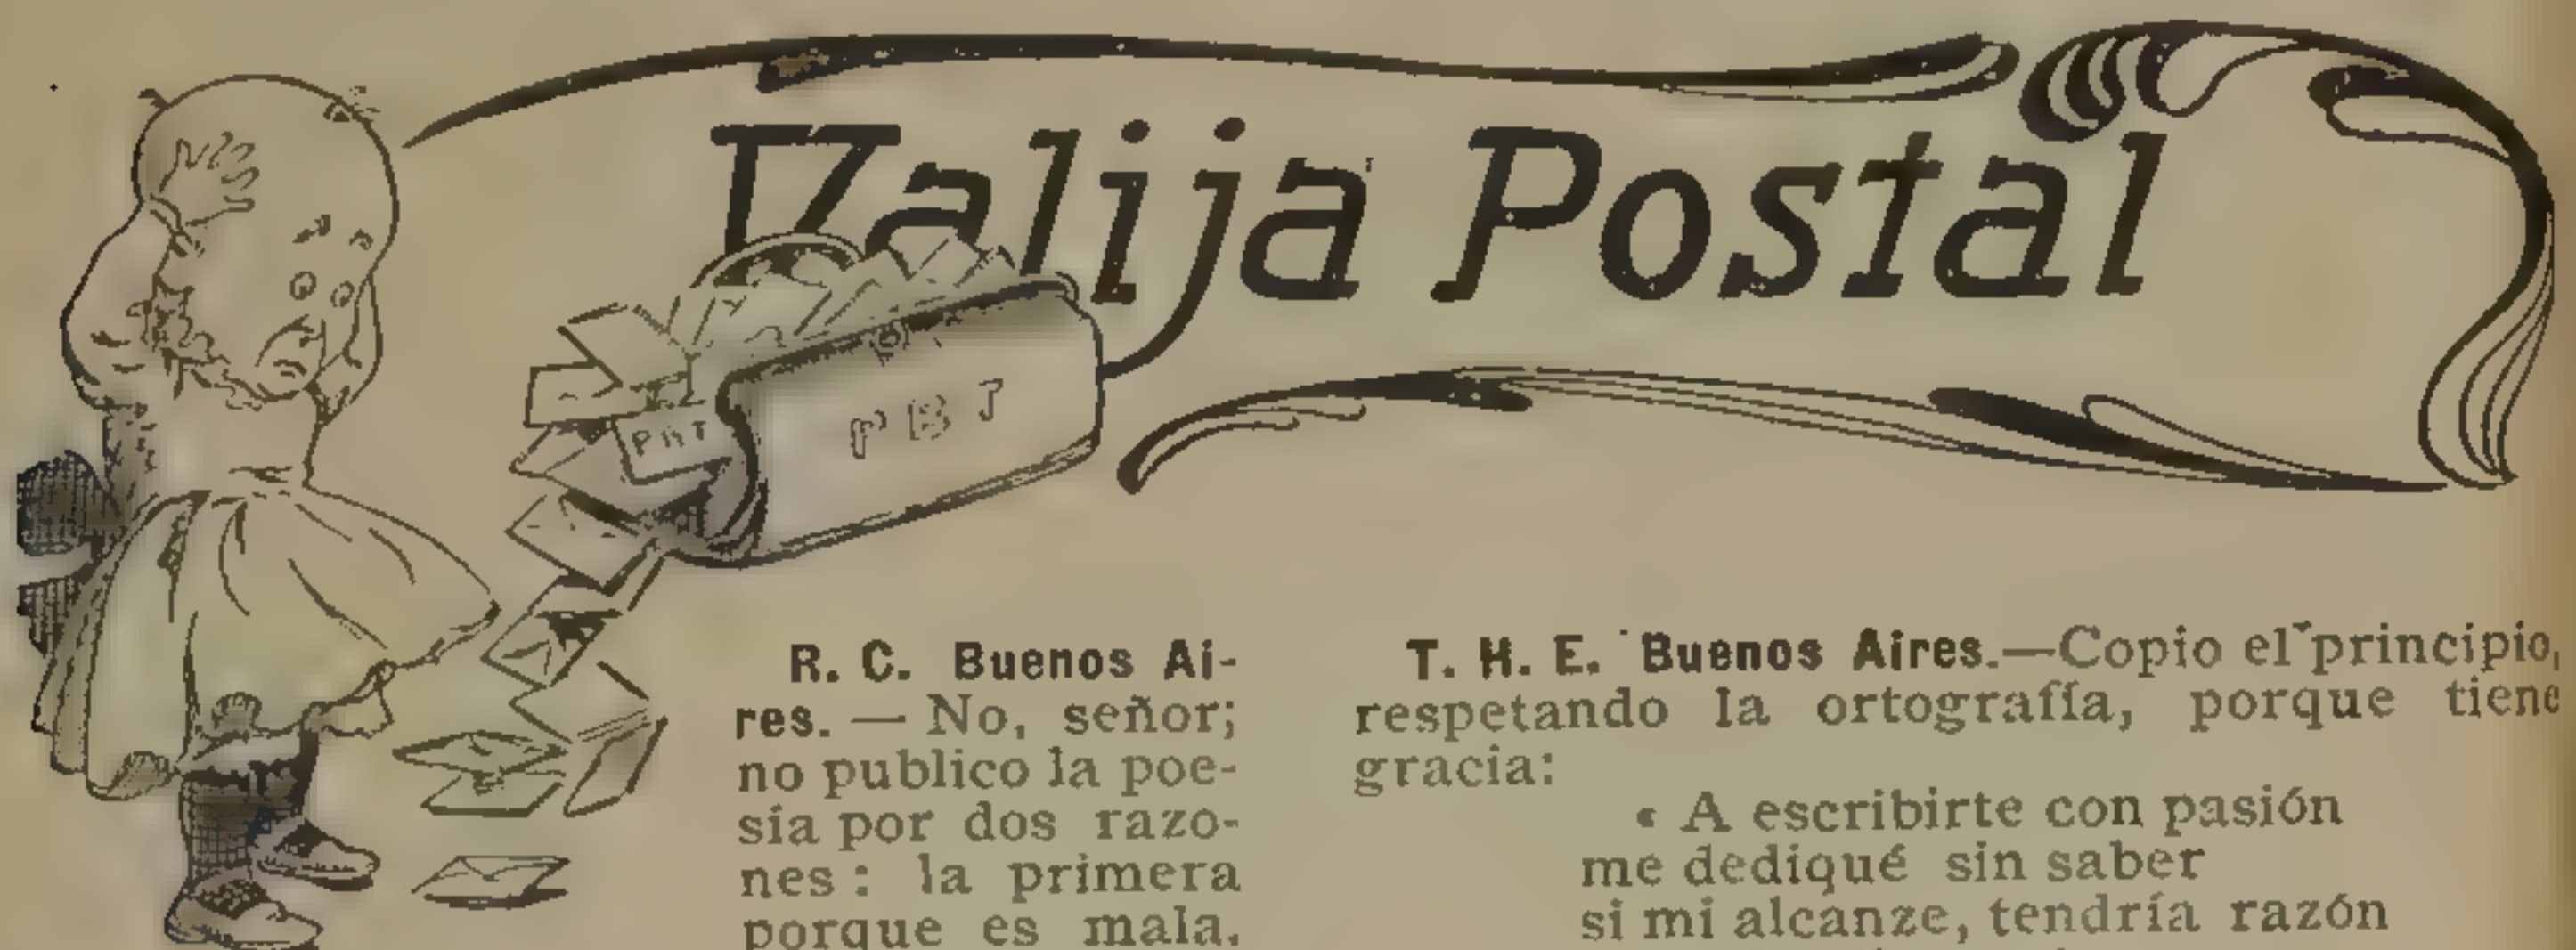 Valija Postal
P B T
R. C. Buenos Ai-
res. — No, señor;
no publico la poe-
sía por dos razo-
nes: la primera
porque es mala.
T. H. E. Buenos Aires.—Copio el principio,
respetando la ortografía, porque tiene
gracia:
« A escribirte con pasión
me dediqué sin saber
si mi alcanze, tendría razón